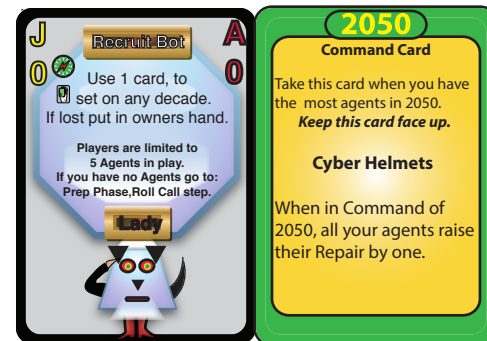 J
A
Recruit Bot
0
0
Use 1 card, to
set on any decade.
If lost put in owners hand.
Players are limited to
5 Agents in play.
If you have no Agents go to:
Prep Phase,Roll Call step.
Lady
2050
Command Card
Take this card when you have
the most agents in 2050.
Keep this card face up.
Cyber Helmets
When in Command of
2050, all your agents raise
their Repair by one.